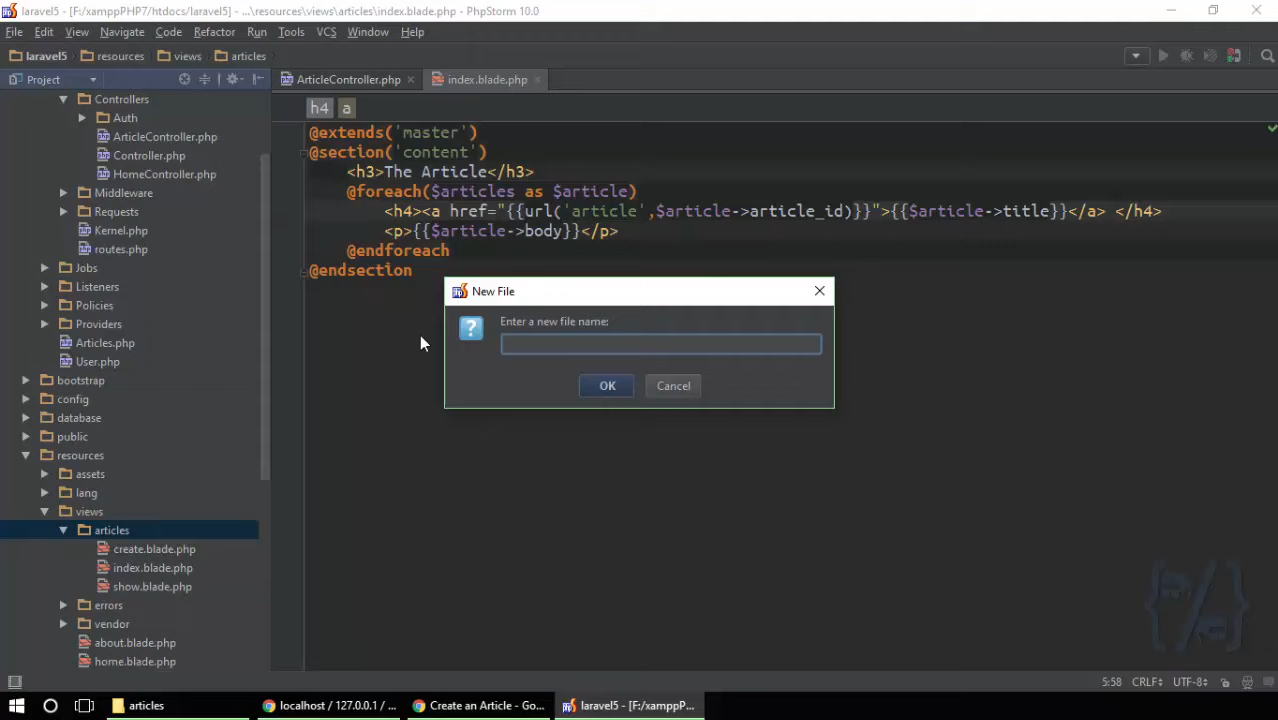 laravel5 - [F:/xamppPHP7/htdocs/laravel5] - ...\resources\views\articles\index.blade.php - PhpStorm 10.0
File Edit View Navigate Code Refactor Run Tools VCS Window Help
laravel5 resources views articles
Project
ArticleController.php index.blade.php
h4 a
Controllers
Auth
ArticleController.php
Controller.php
HomeController.php
Middleware
Requests
Kernel.php
routes.php
Jobs
Listeners
Policies
Providers
Articles.php
User.php
bootstrap
config
database
public
resources
assets
lang
views
articles
create.blade.php
index.blade.php
show.blade.php
errors
vendor
about.blade.php
home.blade.php
@extends('master')
@section('content')
<h3>The Article</h3>
@foreach($articles as $article)
<h4><a href="{{url('article',$article->article_id)}}">{{$article->title}}</a> </h4>
<p>{{$article->body}}</p>
@endforeach
@endsection
New File
Enter a new file name:
OK Cancel
5:58 CRLF UTF-8
articles localhost / 127.0.0.1 / ... Create an Article - Go... laravel5 - [F:/xamppP...